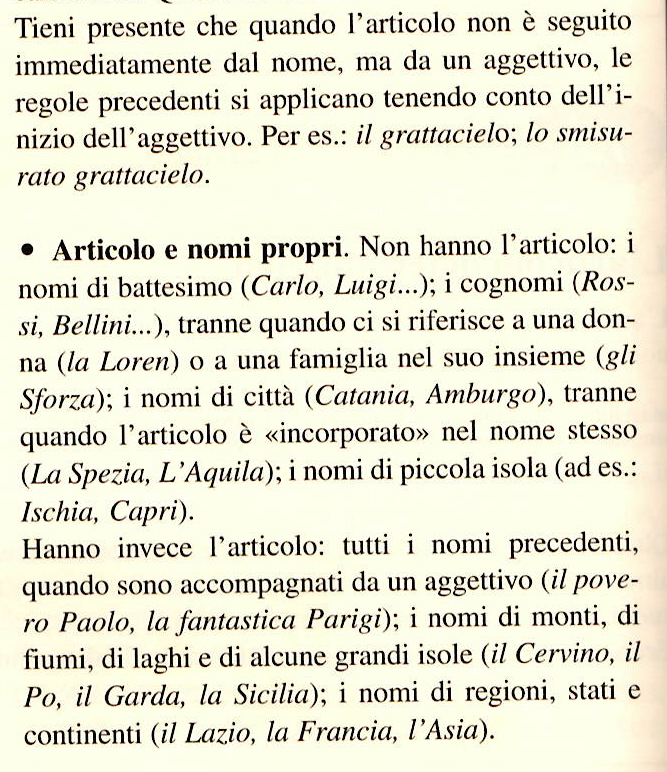 Tieni presente che quando l'articolo non è seguito
immediatamente dal nome, ma da un aggettivo, le
regole precedenti si applicano tenendo conto dell'i-
nizio dell'aggettivo. Per es.: il grattacielo; lo smisu-
rato grattacielo.
• Articolo e nomi propri. Non hanno l'articolo: i
nomi di battesimo (Carlo, Luigi...); i cognomi (Ros-
si, Bellini...), tranne quando ci si riferisce a una don-
na (la Loren) o a una famiglia nel suo insieme (gli
Sforza); i nomi di città (Catania, Amburgo), tranne
quando l'articolo è «incorporato» nel nome stesso
(La Spezia, L'Aquila); i nomi di piccola isola (ad es.:
Ischia, Capri).
Hanno invece l'articolo: tutti i nomi precedenti,
quando sono accompagnati da un aggettivo (il pove-
ro Paolo, la fantastica Parigi); i nomi di monti, di
fiumi, di laghi e di alcune grandi isole (il Cervino, il
Po, il Garda, la Sicilia); i nomi di regioni, stati e
continenti (il Lazio, la Francia, l'Asia).